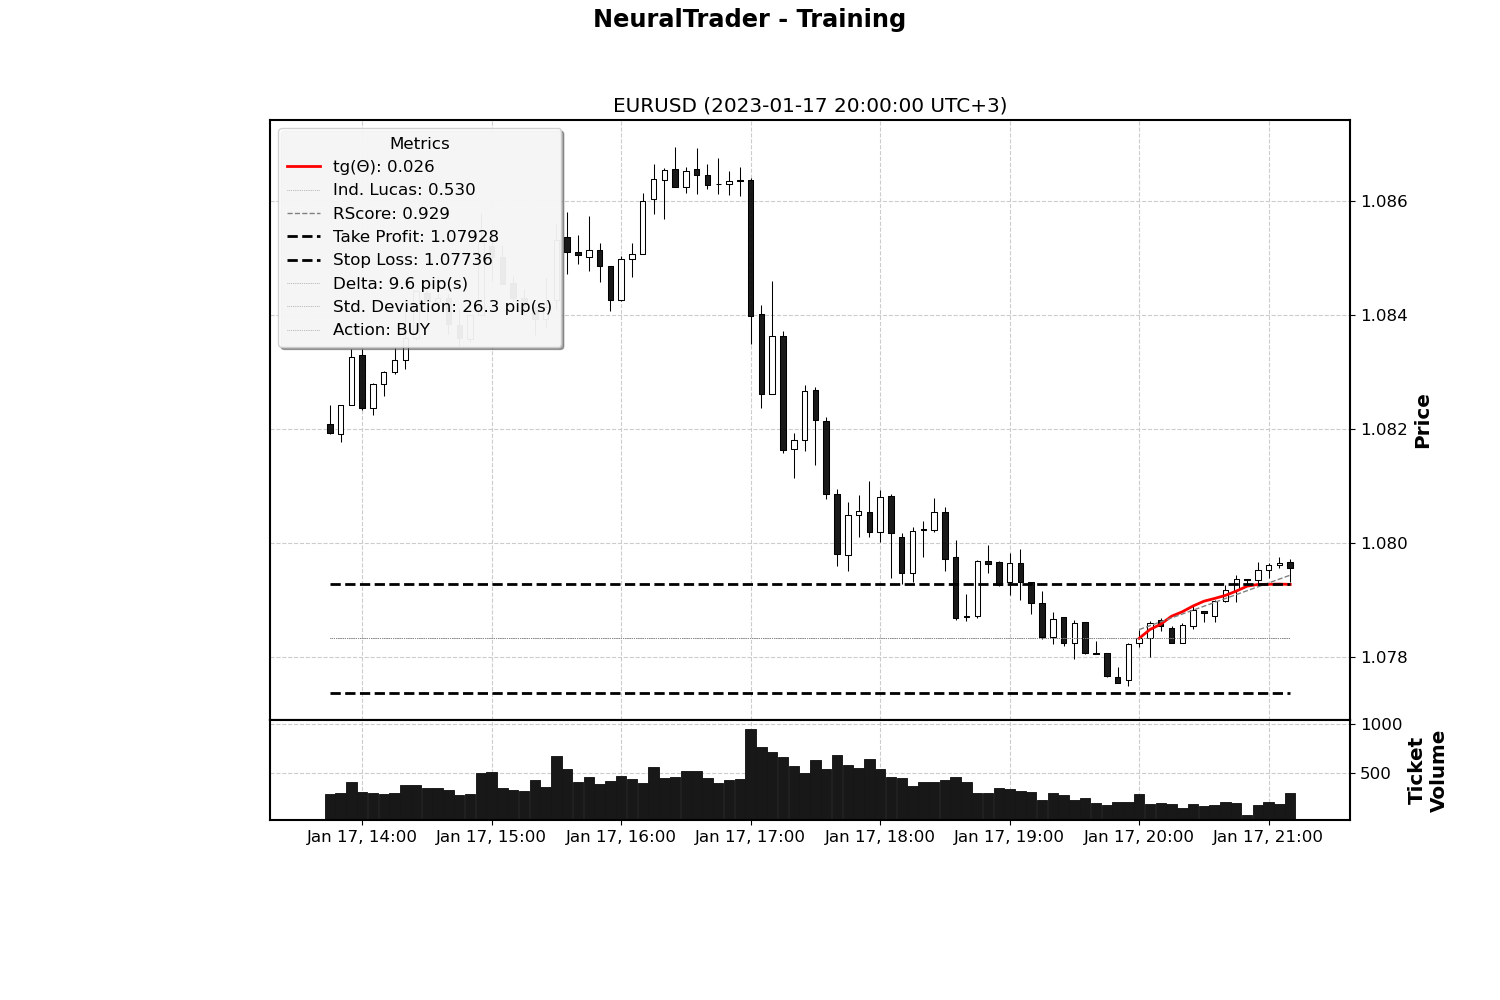 NeuralTrader - Training
EURUSD (2023-01-17 20:00:00 UTC+3)
Metrics
tg(Θ): 0.026
Ind. Lucas: 0.530
RScore: 0.929
Take Profit: 1.07928
Stop Loss: 1.07736
Delta: 9.6 pip(s)
Std. Deviation: 26.3 pip(s)
Action: BUY
1.086
1.084
1.082
1.080
1.078
Price
1000
500
Ticket
Volume
Jan 17, 14:00
Jan 17, 15:00
Jan 17, 16:00
Jan 17, 17:00
Jan 17, 18:00
Jan 17, 19:00
Jan 17, 20:00
Jan 17, 21:00